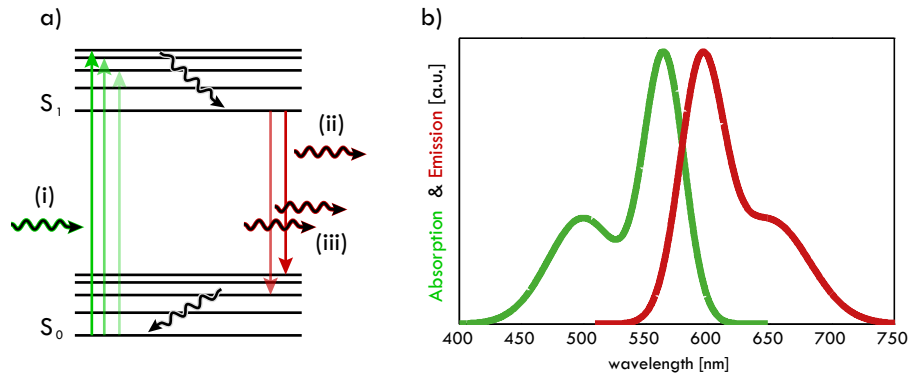 a)
S₁
(i)
(ii)
(iii)
S₀
b)
Absorption & Emission [a.u.]
400 450 500 550 600 650 700 750
wavelength [nm]